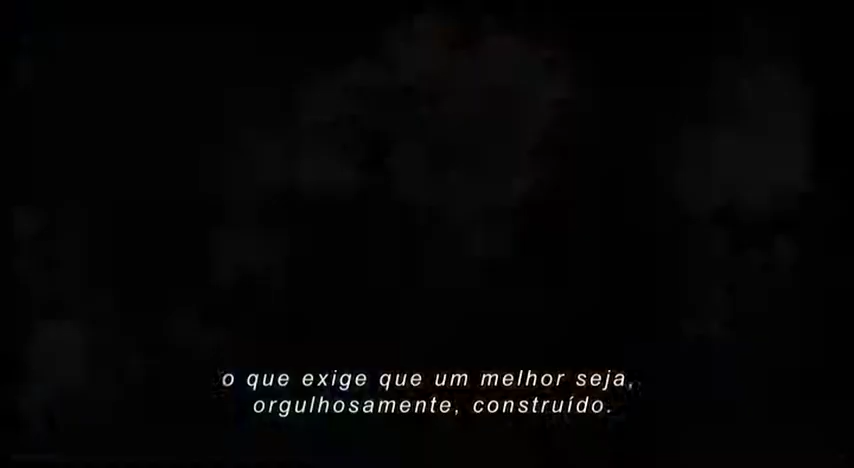 o que exige que um melhor seja,
orgulhosamente, construído.